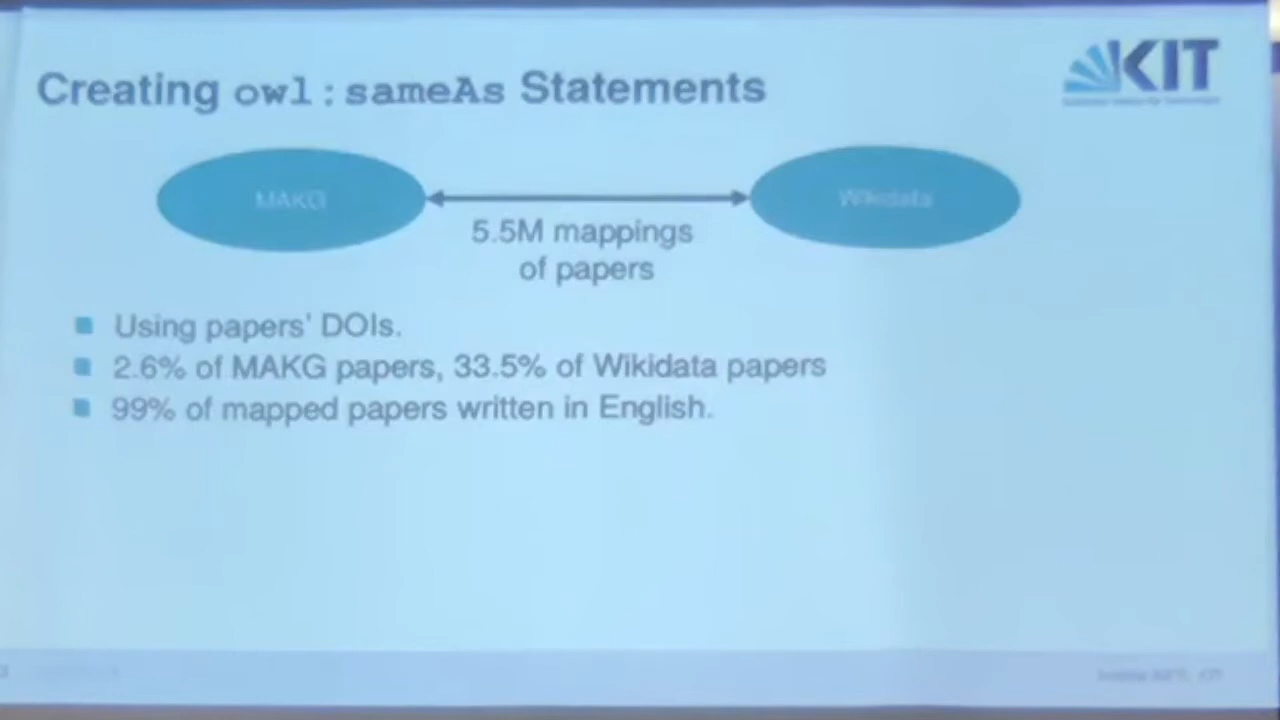 Creating owl:sameAs Statements
KIT
MAKG
Wikidata
5.5M mappings
of papers
Using papers' DOIs.
2.6% of MAKG papers, 33.5% of Wikidata papers
99% of mapped papers written in English.